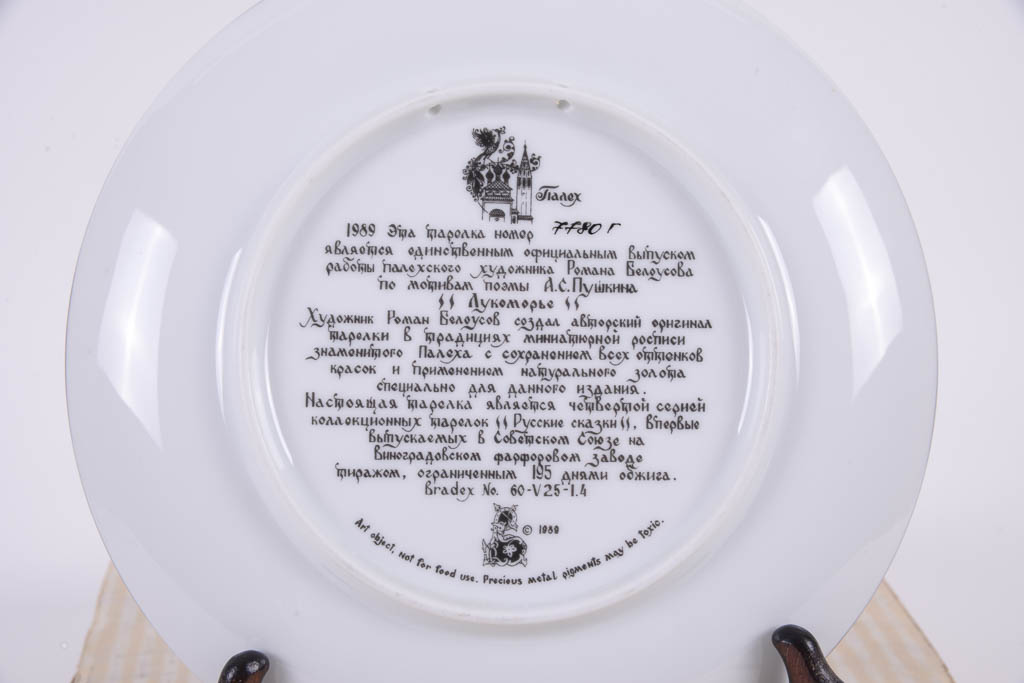 Палех
1989 Эта тарелка номер 7780 Г
является единственным официальным выпуском
работы палехского художника Романа Белоусова
по мотивам поэмы А.С.Пушкина
"Лукоморье"
Художник Роман Белоусов создал авторский оригинал
тарелки в традициях миниатюрной росписи
знаменитого Палеха с сохранением всех оттенков
красок и применением натурального золота
специально для данного издания.
Настоящая тарелка является четвертой серией
коллекционных тарелок "Русские сказки", впервые
выпускаемых в Советском Союзе на
Виноградовском фарфоровом заводе
тиражом, ограниченным 195 днями обжига.
Bradex No. 60-V25-1.4
© 1989
Art object, not for food use. Precious metal pigments may be toxic.